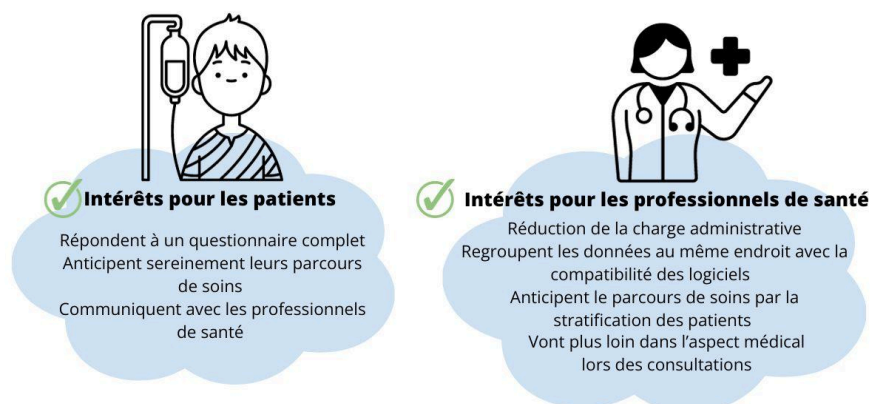 Intérêts pour les patients
Répondent à un questionnaire complet
Anticipent sereinement leurs parcours
de soins
Communiquent avec les professionnels
de santé
Intérêts pour les professionnels de santé
Réduction de la charge administrative
Regroupent les données au même endroit avec la
compatibilité des logiciels
Anticipent le parcours de soins par la
stratification des patients
Vont plus loin dans l’aspect médical
lors des consultations